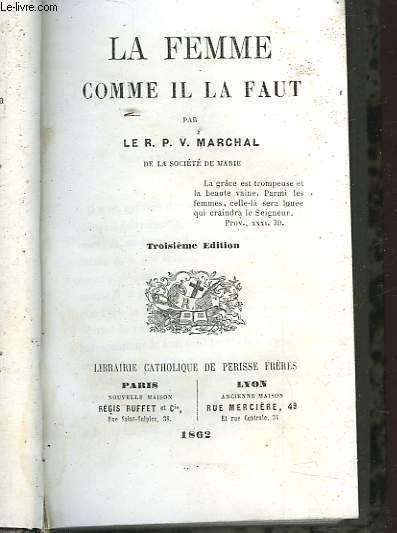 Le-livre.com
LA FEMME
COMME IL LA FAUT
PAR
LE R. P. V. MARCHAL
DE LA SOCIÉTÉ DE MARIE
La grâce est trompeuse et
la beauté vaine. Parmi les
femmes, celle-là sera louée
qui craindra le Seigneur.
PROV., XXXI, 30.
Troisième Edition
LIBRAIRIE CATHOLIQUE DE PERISSE FRÈRES
PARIS
NOUVELLE MAISON
RÉGIS RUFFET et Cie,
Rue Saint-Sulpice, 38.
LYON
ANCIENNE MAISON
RUE MERCIÈRE, 49
Et rue Centrale,
1862